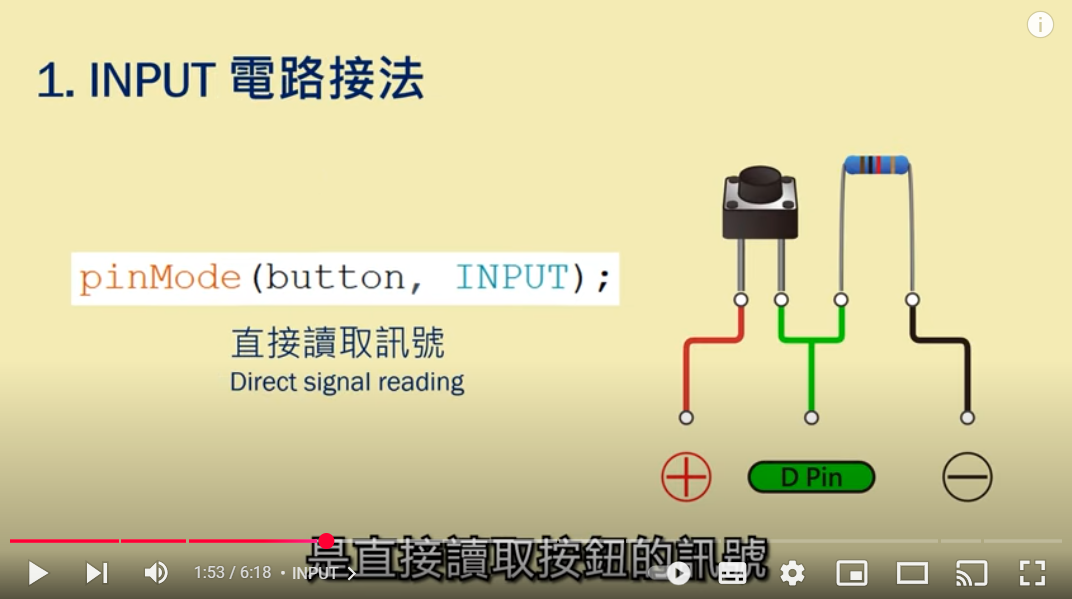 1. INPUT 電路接法
pinMode(button, INPUT);
直接讀取訊號
Direct signal reading
D Pin
是直接讀取按鈕的訊號
1:53 / 6:18 • INPUT